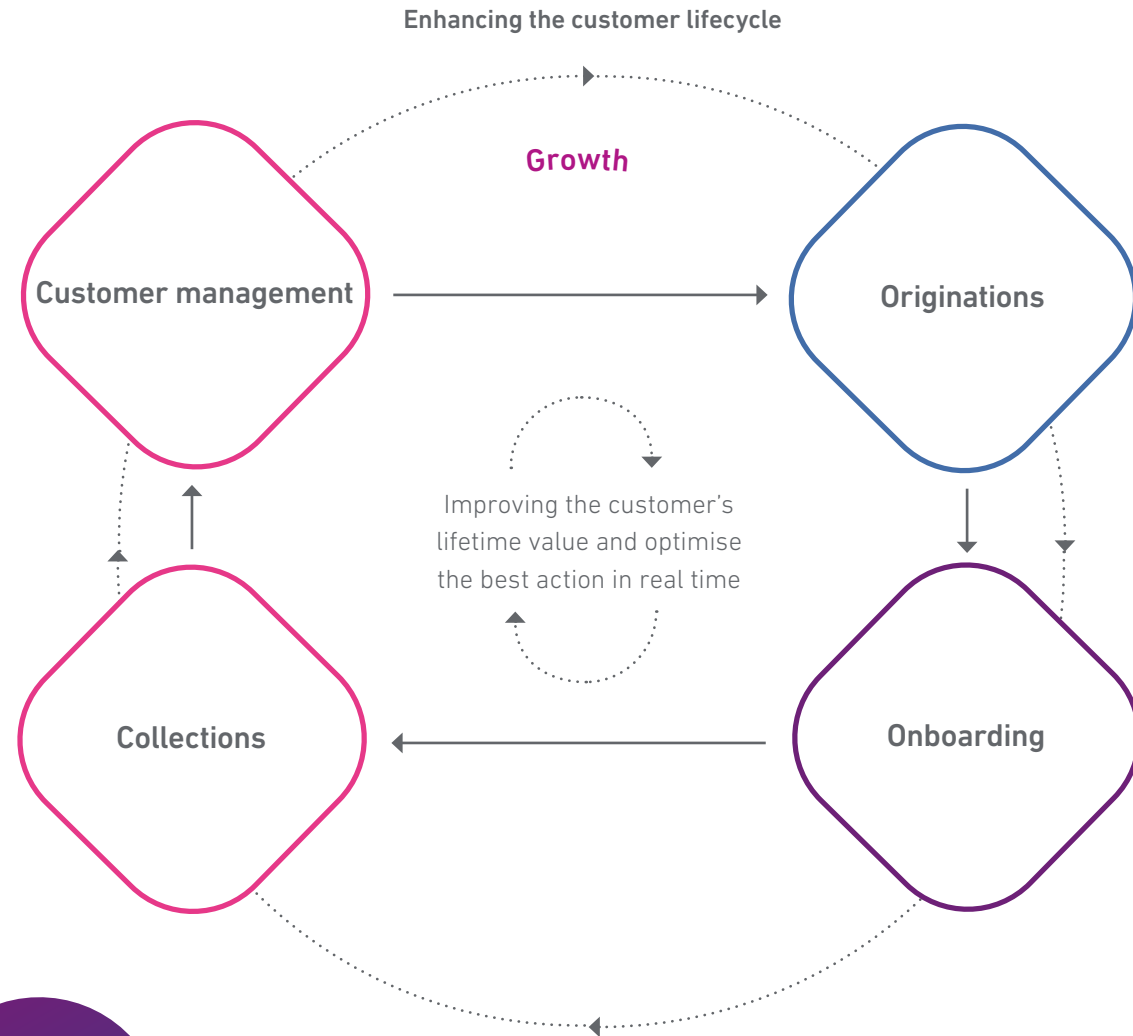 Enhancing the customer lifecycle
Growth
Customer management
Originations
Improving the customer's
lifetime value and optimise
the best action in real time
Collections
Onboarding